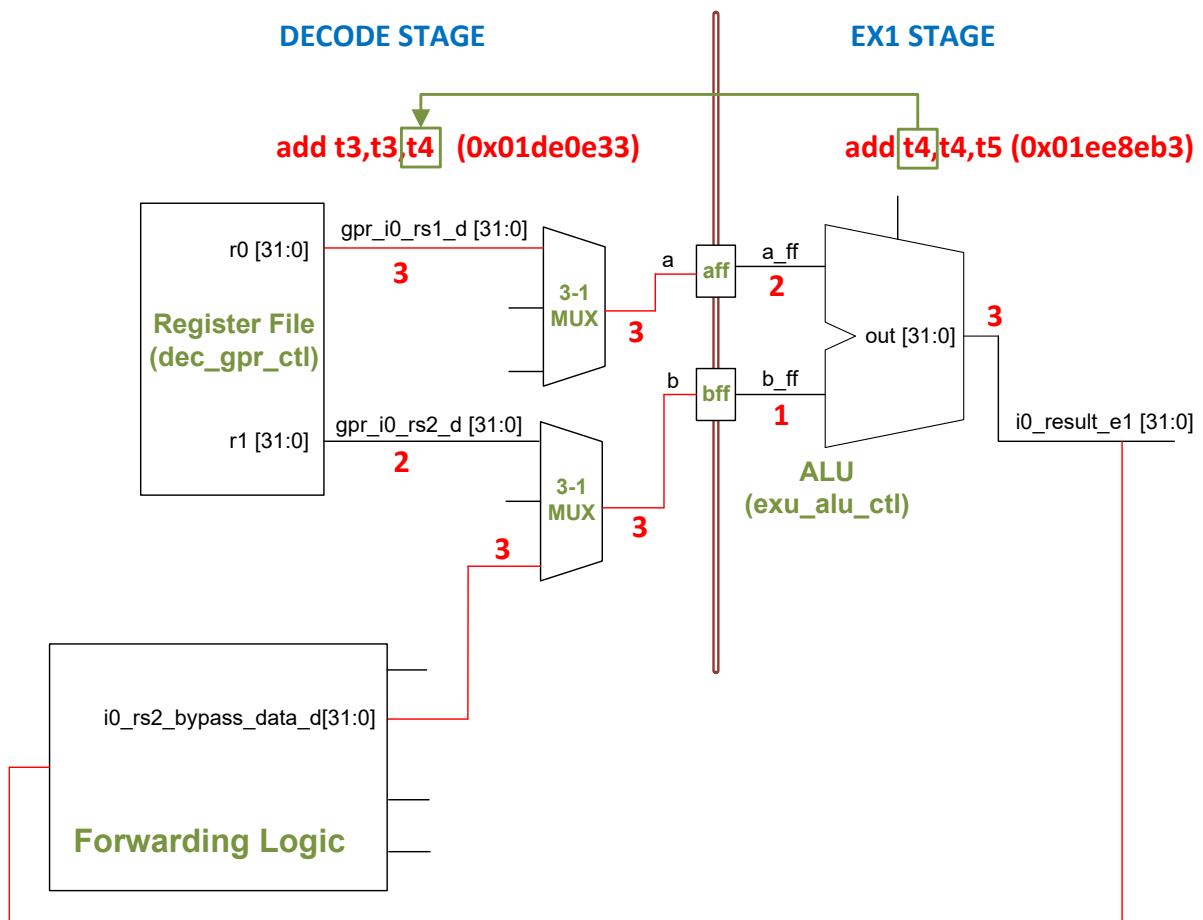 DECODE STAGE
EX1 STAGE
add t3,t3,t4 (0x01de0e33)
add t4,t4,t5 (0x01ee8eb3)
gpr_i0_rs1_d [31:0]
r0 [31:0]
3
a
aff
a_ff
2
3-1
MUX
3
Register File
(dec_gpr_ctl)
out [31:0]
3
b
bff
b_ff
1
gpr_i0_rs2_d [31:0]
r1 [31:0]
2
i0_result_e1 [31:0]
3-1
MUX
3
3
ALU
(exu_alu_ctl)
i0_rs2_bypass_data_d[31:0]
Forwarding Logic